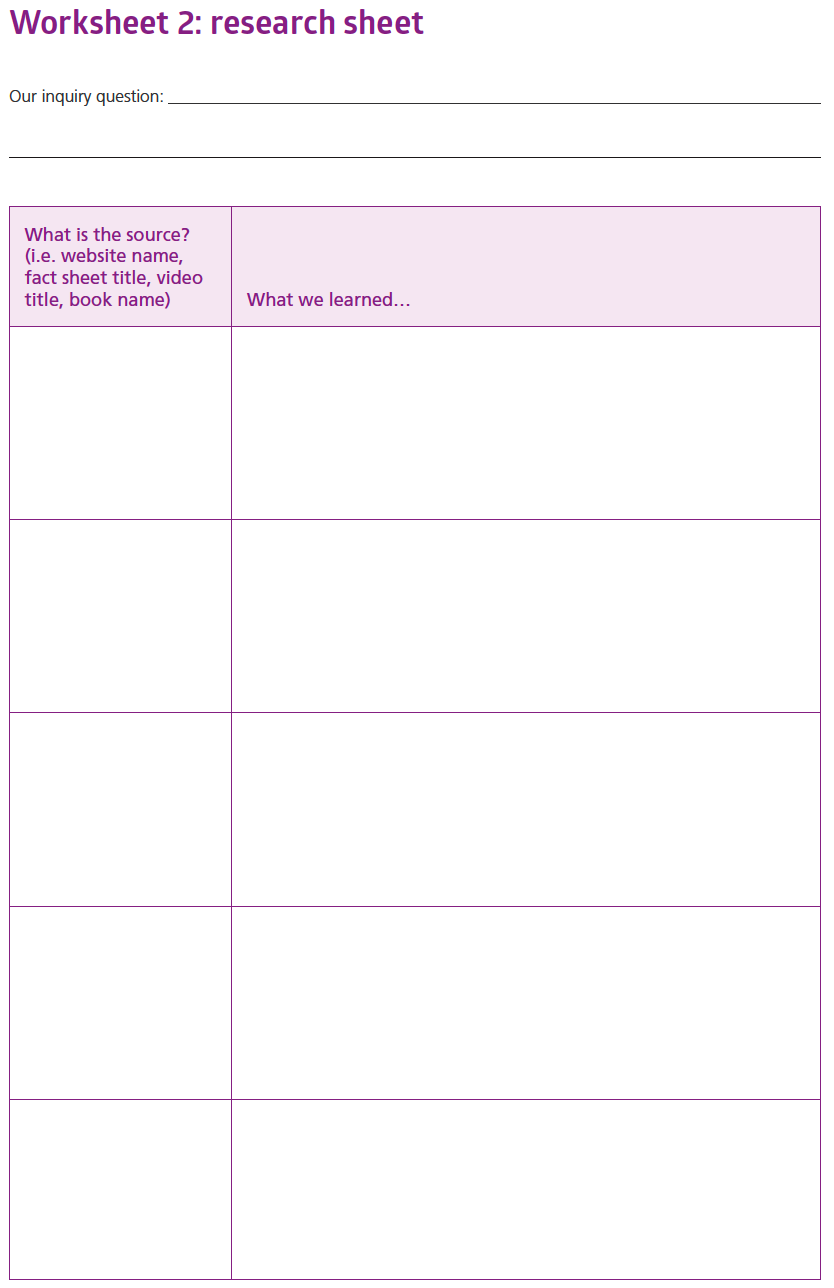 Worksheet 2: research sheet
Our inquiry question:
What is the source?
(i.e. website name,
fact sheet title, video
title, book name)
What we learned…